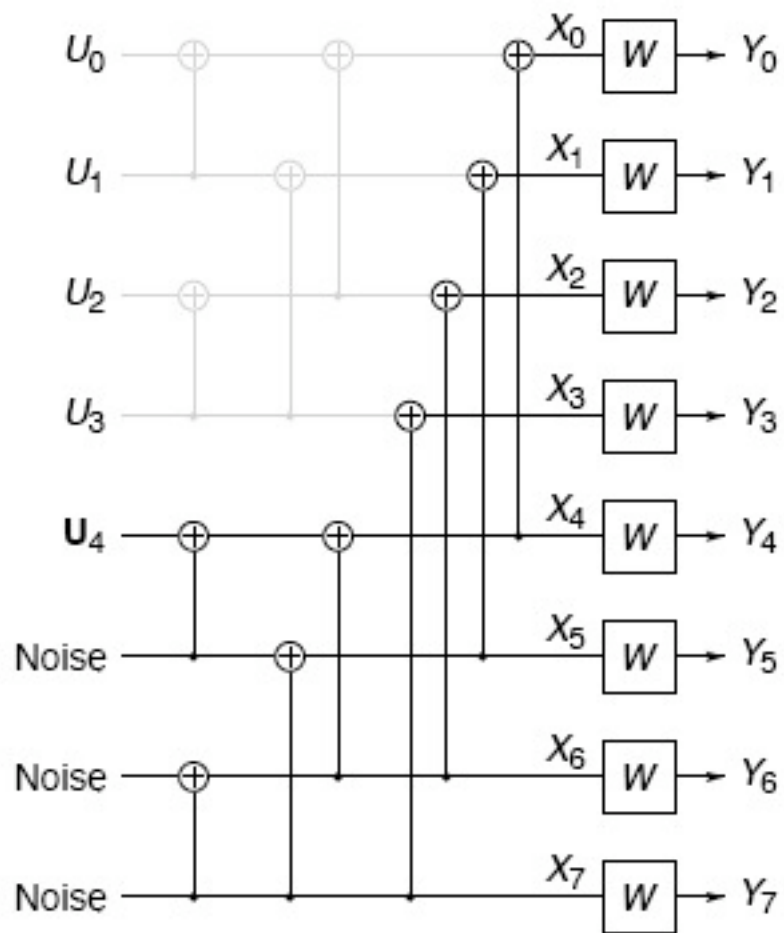 U₀ X₀ W Y₀
U₁ X₁ W Y₁
U₂ X₂ W Y₂
U₃ X₃ W Y₃
U₄ X₄ W Y₄
Noise X₅ W Y₅
Noise X₆ W Y₆
Noise X₇ W Y₇